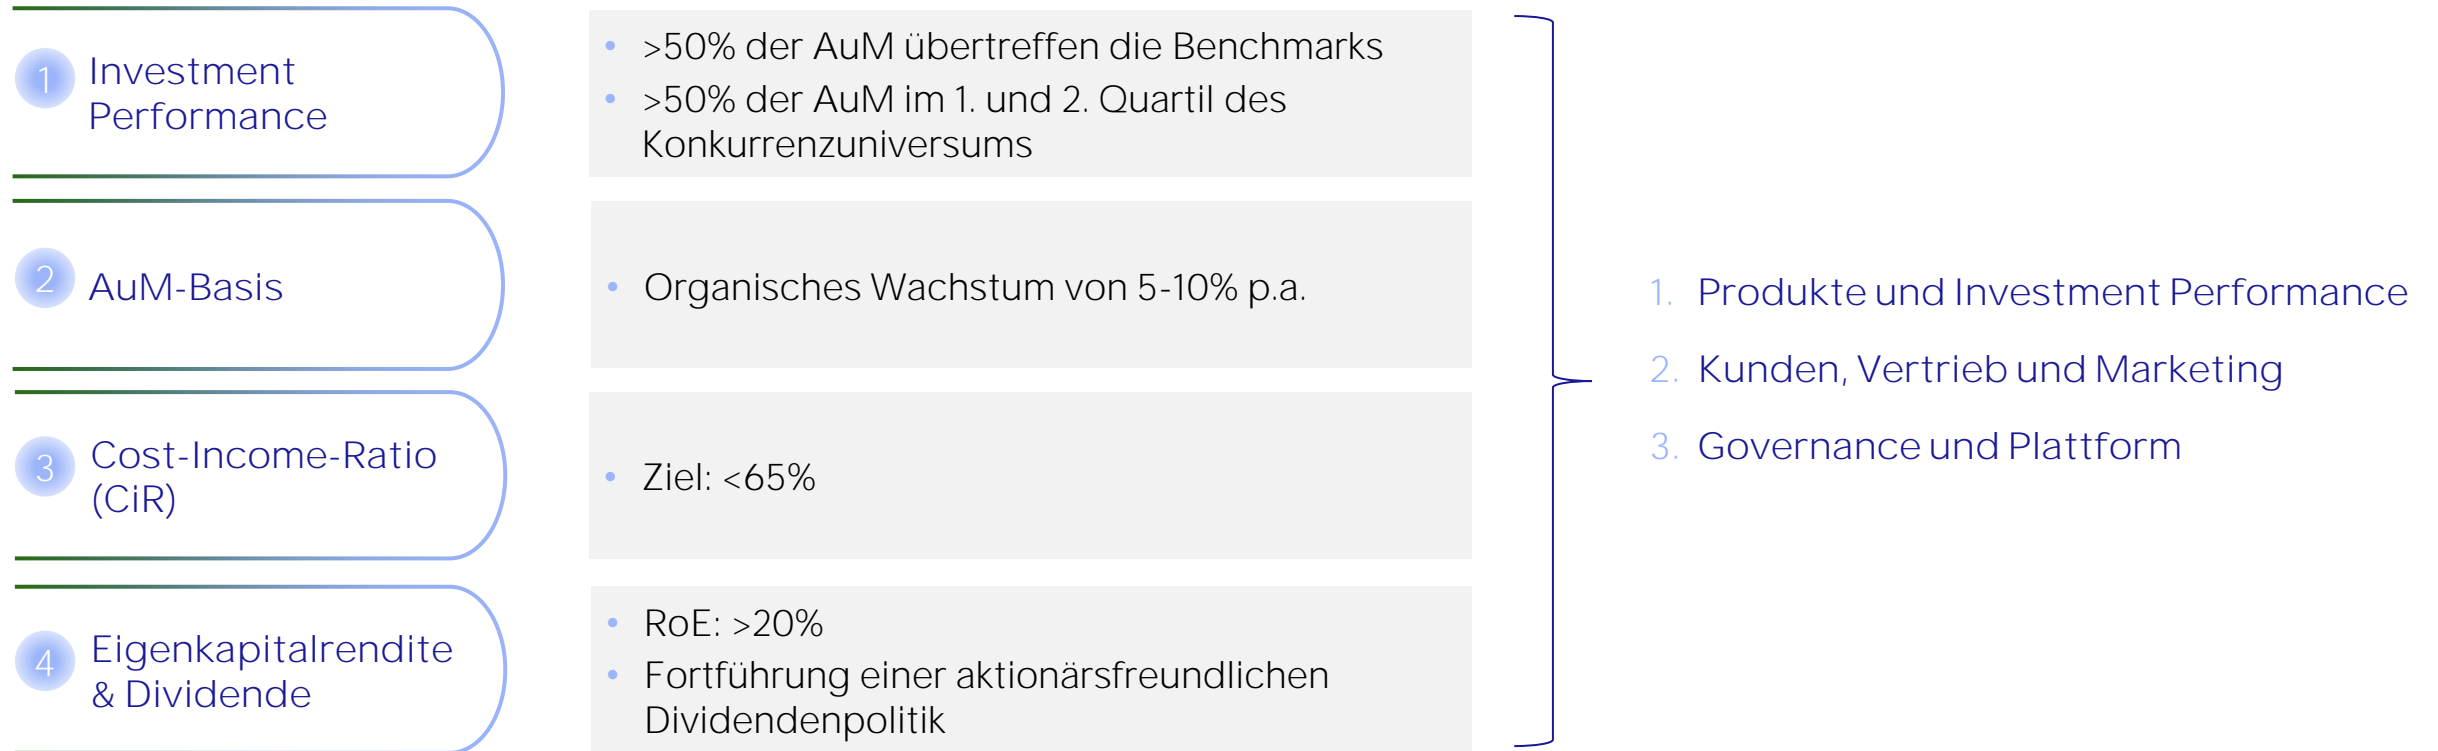 1 Investment
Performance
• >50% der AuM übertreffen die Benchmarks
• >50% der AuM im 1. und 2. Quartil des
Konkurrenzuniversums
2 AuM-Basis
• Organisches Wachstum von 5-10% p.a.
3 Cost-Income-Ratio
(CiR)
• Ziel: <65%
4 Eigenkapitalrendite
& Dividende
• RoE: >20%
• Fortführung einer aktionärsfreundlichen
Dividendenpolitik
1. Produkte und Investment Performance
2. Kunden, Vertrieb und Marketing
3. Governance und Plattform